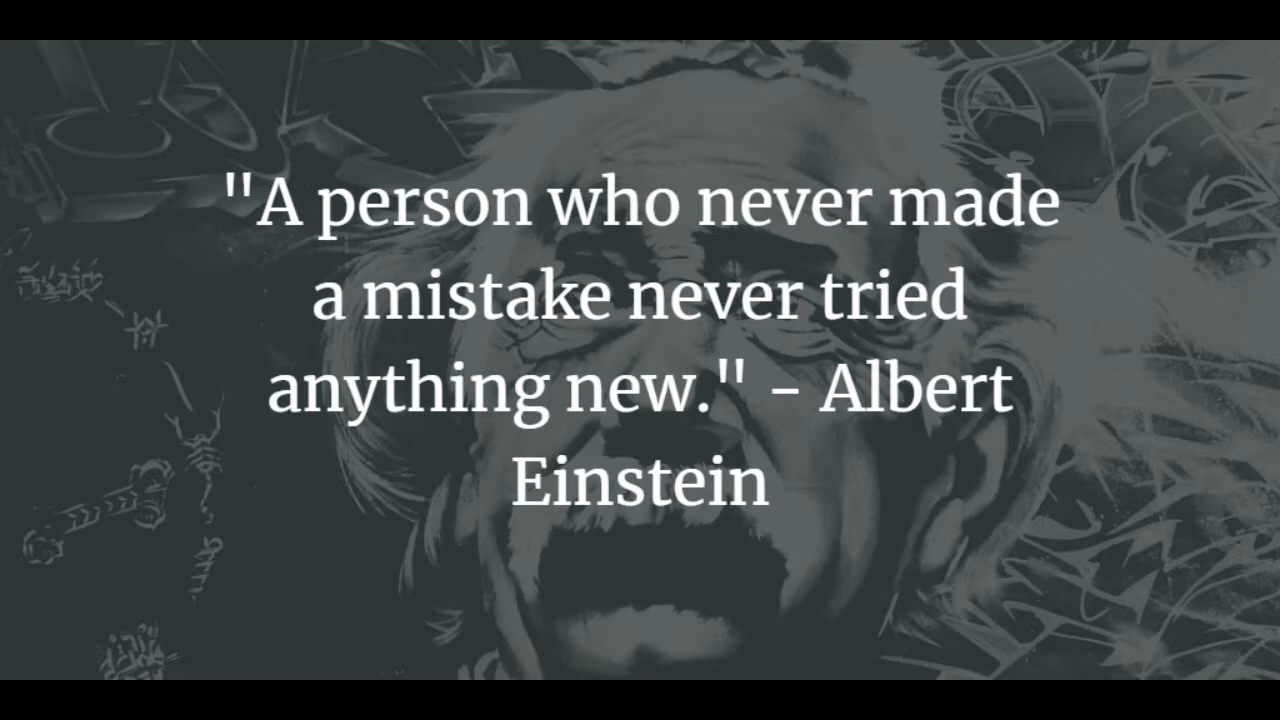 "A person who never made
a mistake never tried
anything new." - Albert
Einstein